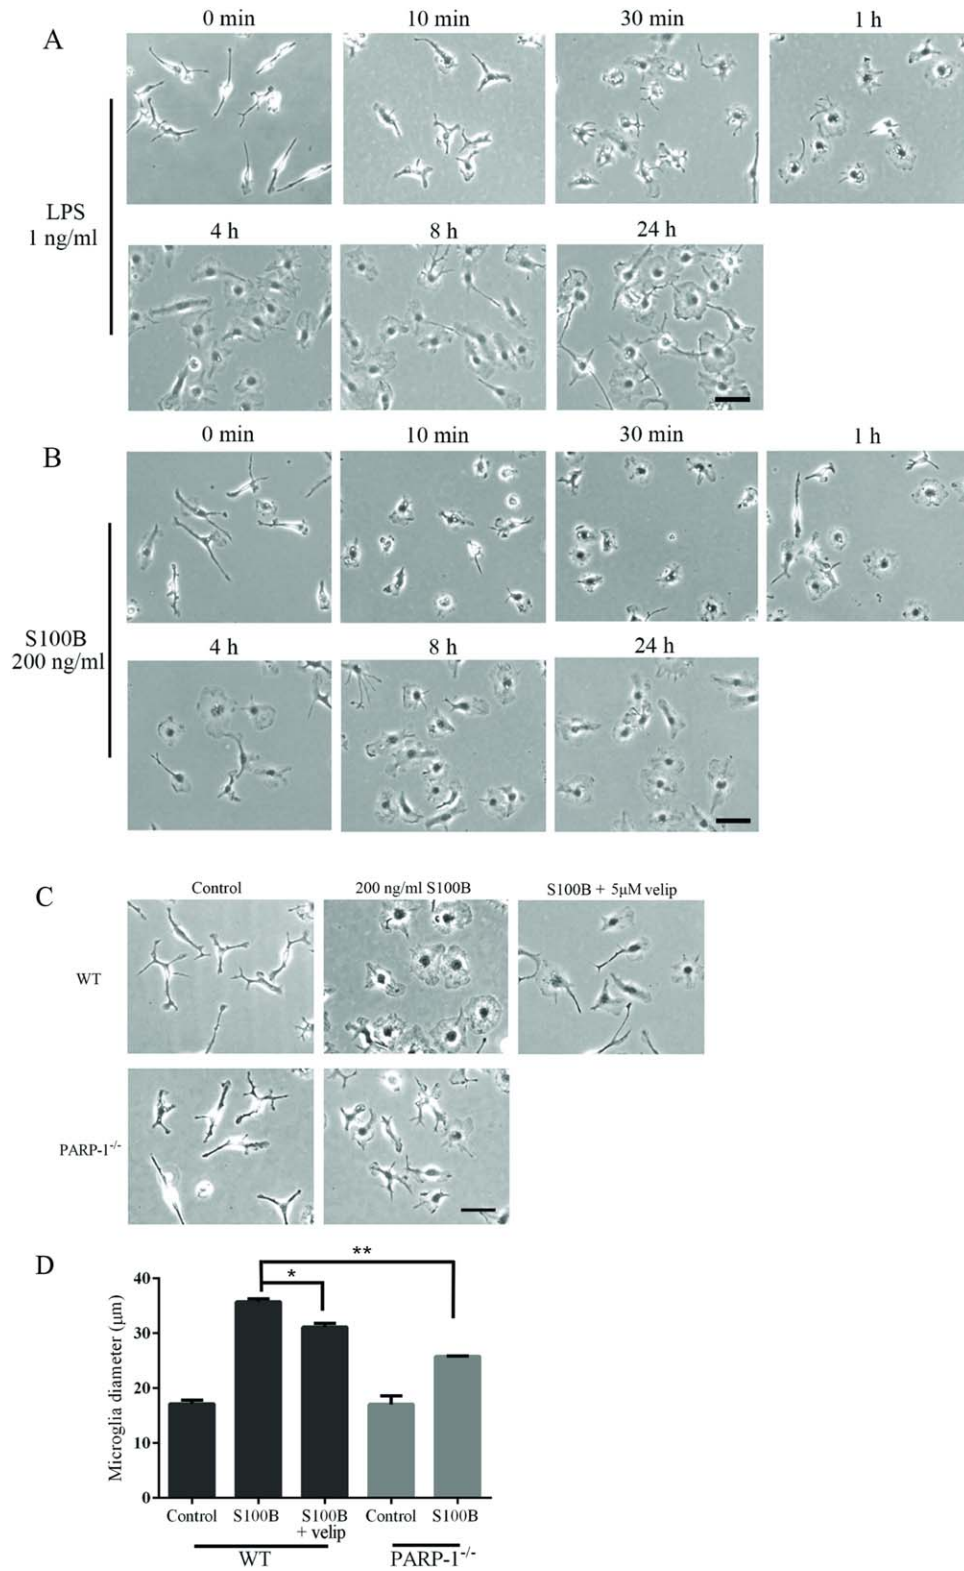 A
0 min 10 min 30 min 1 h
LPS
1 ng/ml
4 h 8 h 24 h
B
0 min 10 min 30 min 1 h
S100B
200 ng/ml
4 h 8 h 24 h
C
Control 200 ng/ml S100B S100B + 5μM velip
WT
PARP-1-/-
D
** 
*
Microglia diameter (μm)
40
30
20
10
0
Control S100B S100B + velip Control S100B
WT PARP-1-/-